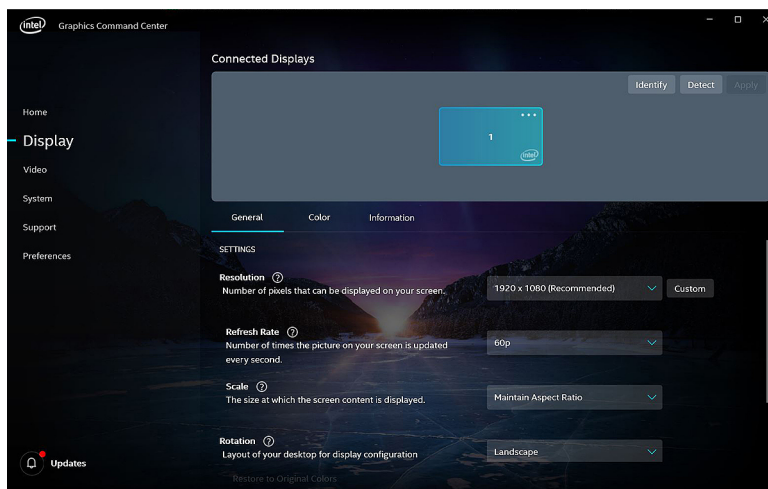 intel Graphics Command Center
Connected Displays
Identify Detect Apply
1
intel
Home
Display
Video
System
Support
Preferences
General Color Information
SETTINGS
Resolution ?
Number of pixels that can be displayed on your screen.
1920 x 1080 (Recommended) Custom
Refresh Rate ?
Number of times the picture on your screen is updated
every second.
60p
Scale ?
The size at which the screen content is displayed.
Maintain Aspect Ratio
Rotation ?
Layout of your desktop for display configuration
Landscape
Restore to Original Colors
Updates